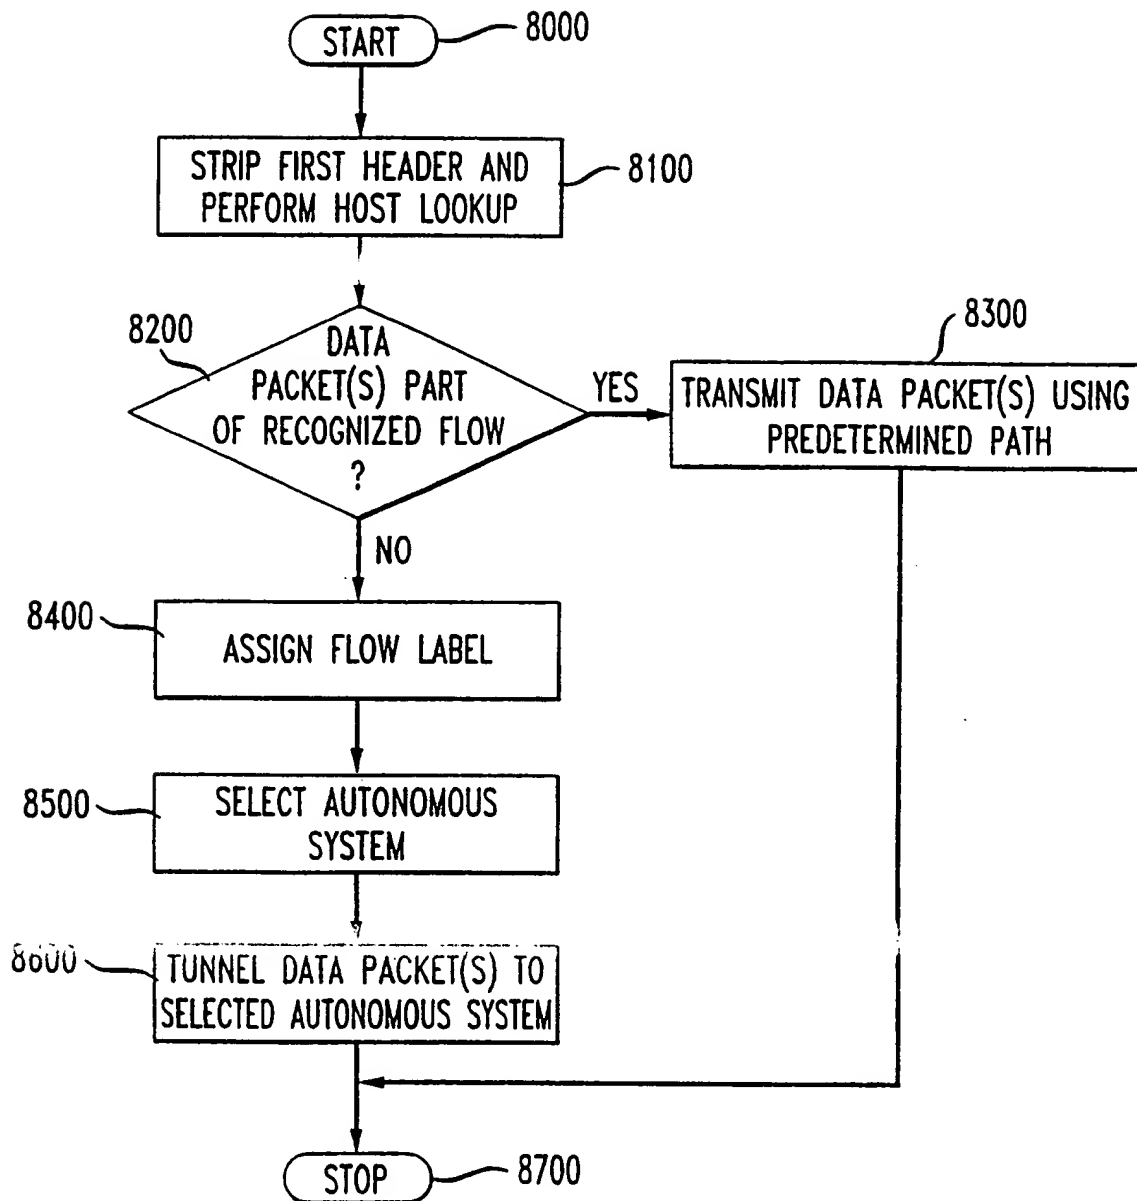 START
8000
STRIP FIRST HEADER AND
PERFORM HOST LOOKUP
8100
8200
DATA
PACKET(S) PART
OF RECOGNIZED FLOW
?
YES
8300
TRANSMIT DATA PACKET(S) USING
PREDETERMINED PATH
NO
8400
ASSIGN FLOW LABEL
8500
SELECT AUTONOMOUS
SYSTEM
8600
TUNNEL DATA PACKET(S) TO
SELECTED AUTONOMOUS SYSTEM
STOP
8700